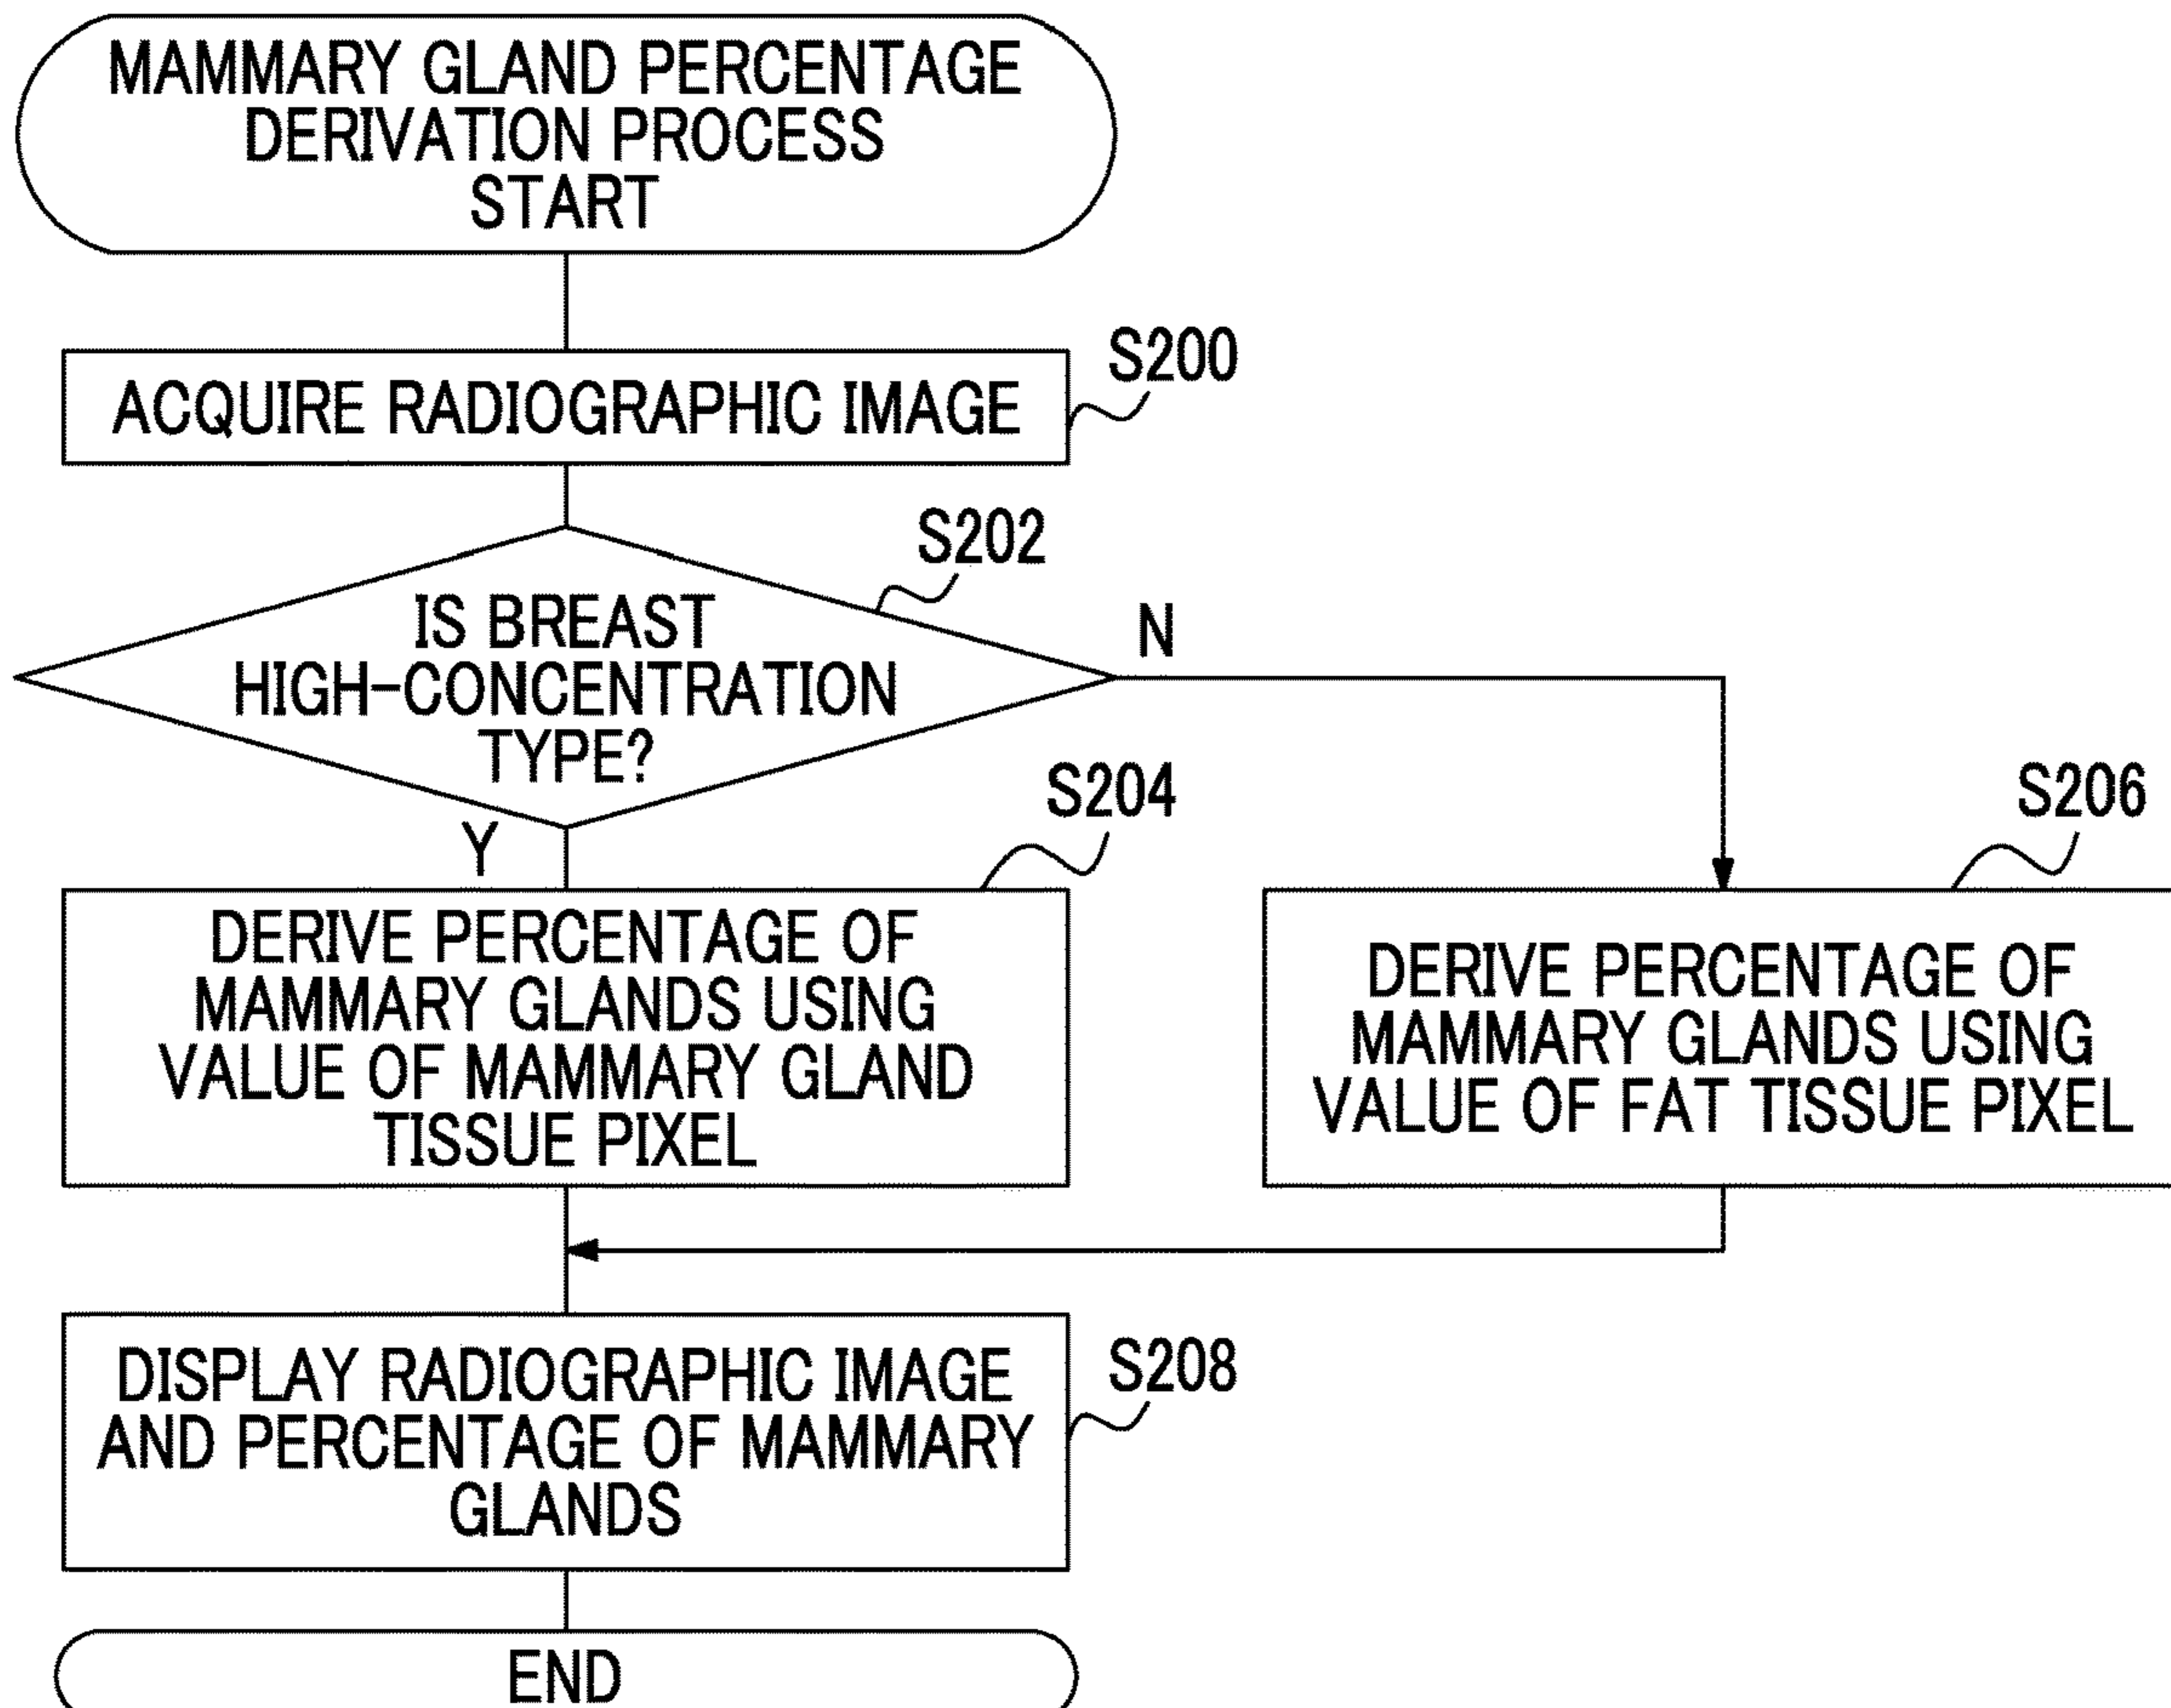 MAMMARY GLAND PERCENTAGE
DERIVATION PROCESS
START
S200
ACQUIRE RADIOGRAPHIC IMAGE
S202
IS BREAST
HIGH-CONCENTRATION
TYPE?
N
Y
S204
DERIVE PERCENTAGE OF
MAMMARY GLANDS USING
VALUE OF MAMMARY GLAND
TISSUE PIXEL
S206
DERIVE PERCENTAGE OF
MAMMARY GLANDS USING
VALUE OF FAT TISSUE PIXEL
S208
DISPLAY RADIOGRAPHIC IMAGE
AND PERCENTAGE OF MAMMARY
GLANDS
END